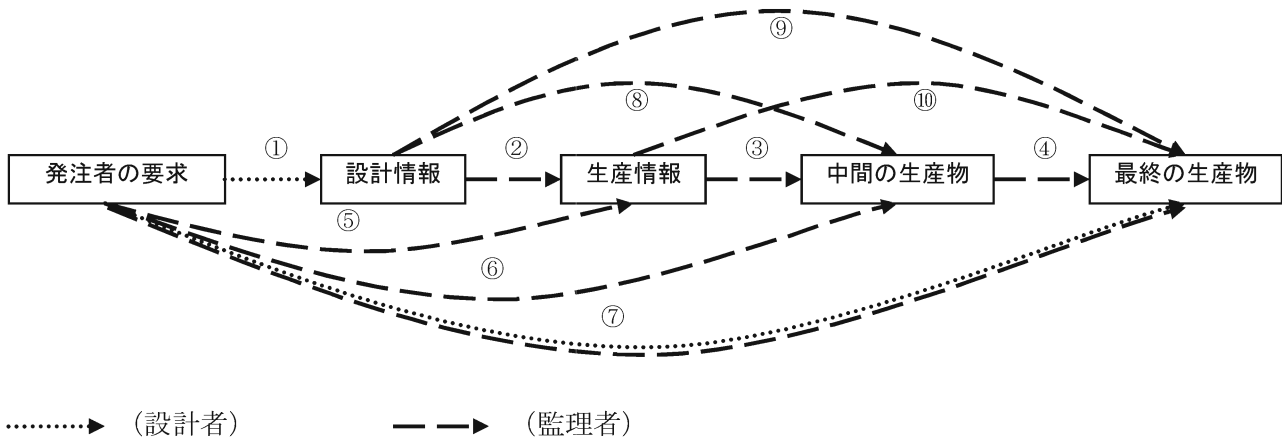 ⑨
⑧
⑩
①
②
③
④
発注者の要求
設計情報
生産情報
中間の生産物
最終の生産物
⑤
⑥
⑦
（設計者）
（監理者）